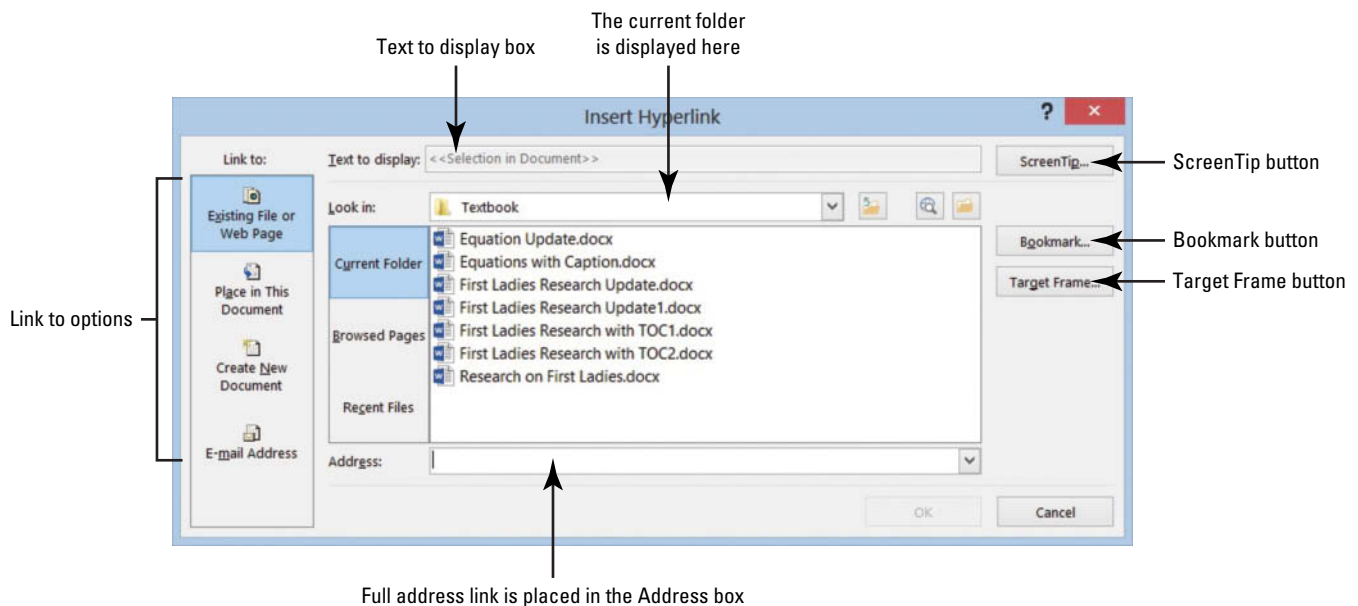 The current folder
is displayed here
Text to display box
Insert Hyperlink
?
Link to:
Text to display:
<<Selection in Document>>
ScreenTip...
ScreenTip button
Existing File or
Web Page
Look in:
Textbook
Current Folder
Equation Update.docx
Equations with Caption.docx
First Ladies Research Update.docx
First Ladies Research Update1.docx
First Ladies Research with TOC1.docx
First Ladies Research with TOC2.docx
Research on First Ladies.docx
Bookmark...
Bookmark button
Target Frame...
Target Frame button
Link to options
Place in This
Document
Browsed Pages
Create New
Document
Recent Files
E-mail Address
Address:
OK
Cancel
Full address link is placed in the Address box